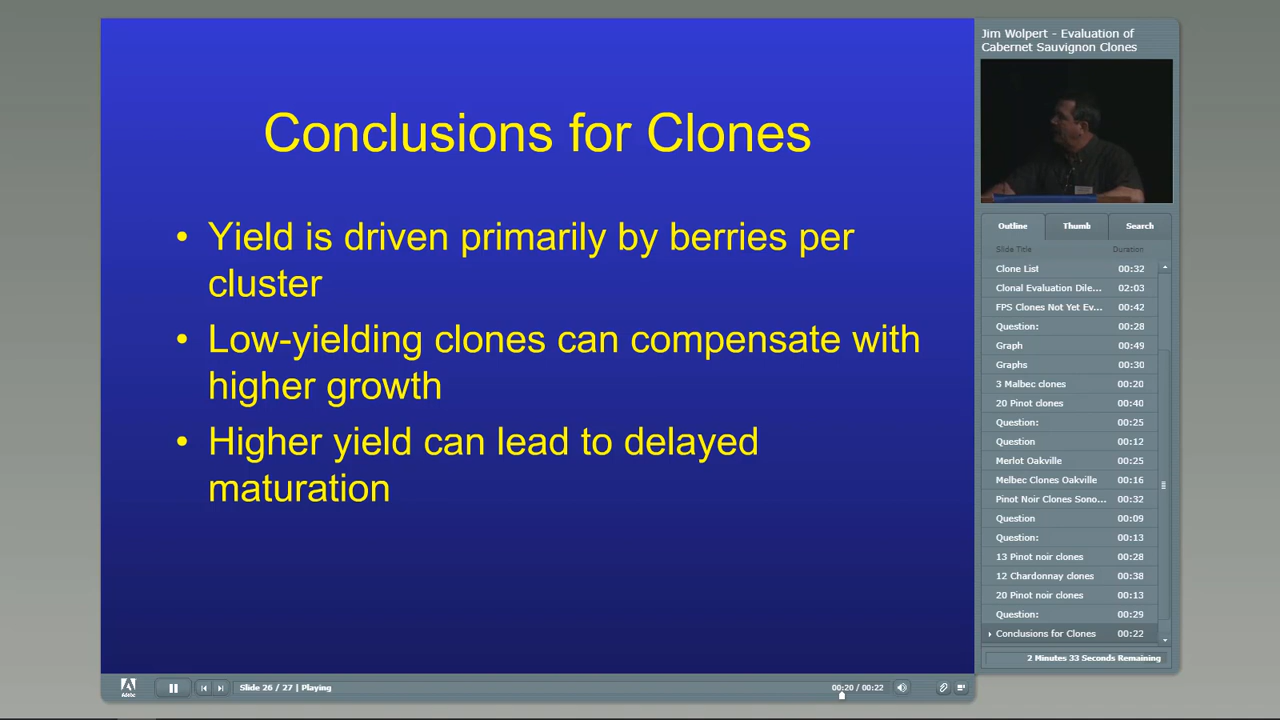 Conclusions for Clones
• Yield is driven primarily by berries per
cluster
• Low-yielding clones can compensate with
higher growth
• Higher yield can lead to delayed
maturation
Jim Wolpert - Evaluation of
Cabernet Sauvignon Clones
Outline Thumb Search
Slide Title Duration
Clone List 00:32
Clonal Evaluation Dile... 02:03
FPS Clones Not Yet Ev... 00:42
Question: 00:28
Graph 00:49
Graphs 00:30
3 Malbec clones 00:20
20 Pinot clones 00:40
Question: 00:25
Question 00:12
Merlot Oakville 00:25
Melbec Clones Oakville 00:16
Pinot Noir Clones Sono... 00:32
Question 00:09
Question: 00:13
13 Pinot noir clones 00:28
12 Chardonnay clones 00:38
20 Pinot noir clones 00:13
Question: 00:29
Conclusions for Clones 00:22
2 Minutes 33 Seconds Remaining
Adobe
Slide 26 / 27 | Playing
00:20 / 00:22